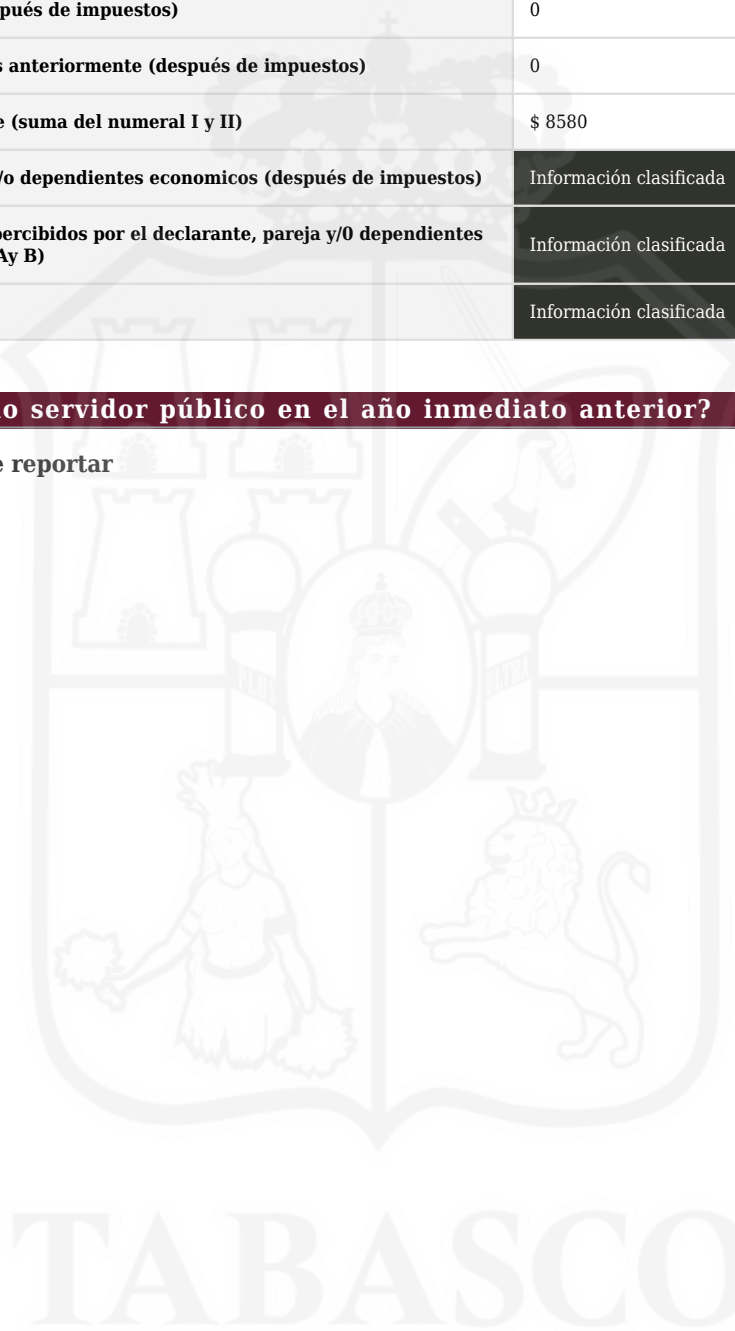 pués de impuestos)
0
s anteriormente (después de impuestos)
0
e (suma del numeral I y II)
$ 8580
/o dependientes economicos (después de impuestos)
Información clasificada
percibidos por el declarante, pareja y/0 dependientes
Ay B)
Información clasificada
Información clasificada
o servidor público en el año inmediato anterior?
e reportar
PLUS
ULTRA
TABASCO